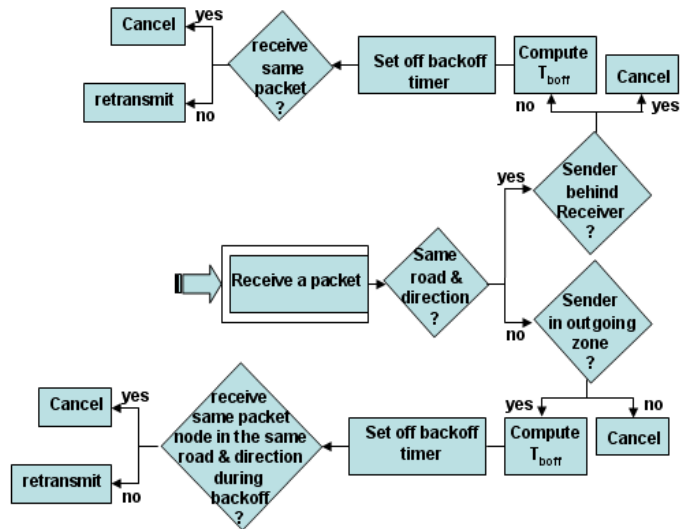 Cancel
yes
receive
same
packet
?
retransmit
no
Set off backoff
timer
Compute
T_boff
Cancel
no
yes
yes
Sender
behind
Receiver
?
Receive a packet
Same
road &
direction
?
no
Sender
in outgoing
zone
?
yes
no
Cancel
Compute
T_boff
Set off backoff
timer
receive
same packet
node in the same
road & direction
during
backoff
?
yes
Cancel
retransmit
no